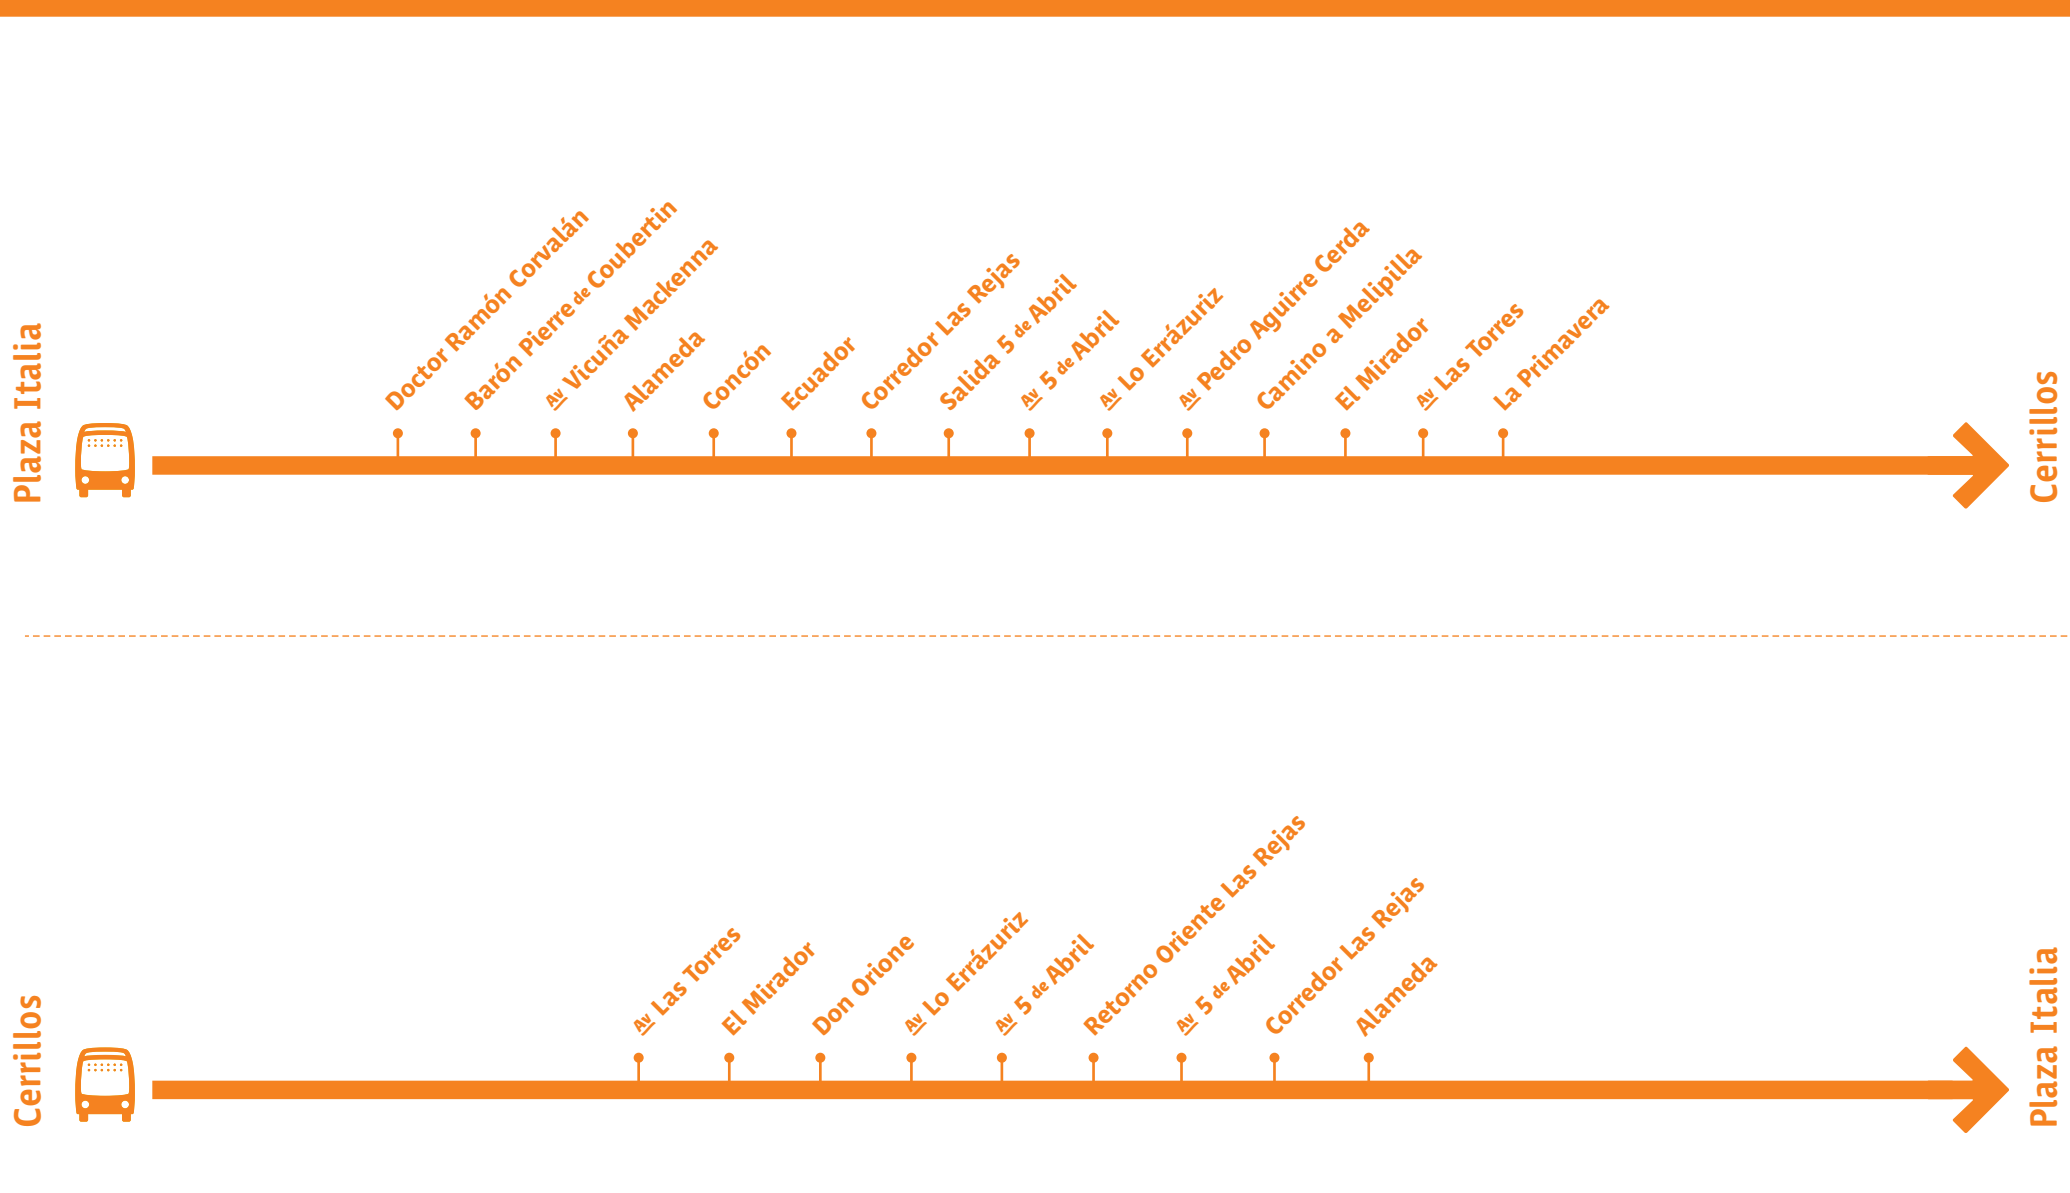 Plaza Italia
Doctor Ramón Corvalán
Barón Pierre de Coubertin
Av Vicuña Mackenna
Alameda
Concón
Ecuador
Corredor Las Rejas
Salida 5 de Abril
Av 5 de Abril
Av Lo Errázuriz
Av Pedro Aguirre Cerda
Camino a Melipilla
El Mirador
Av Las Torres
La Primavera
Cerrillos
Cerrillos
Av Las Torres
El Mirador
Don Orione
Av Lo Errázuriz
Av 5 de Abril
Retorno Oriente Las Rejas
Av 5 de Abril
Corredor Las Rejas
Alameda
Plaza Italia